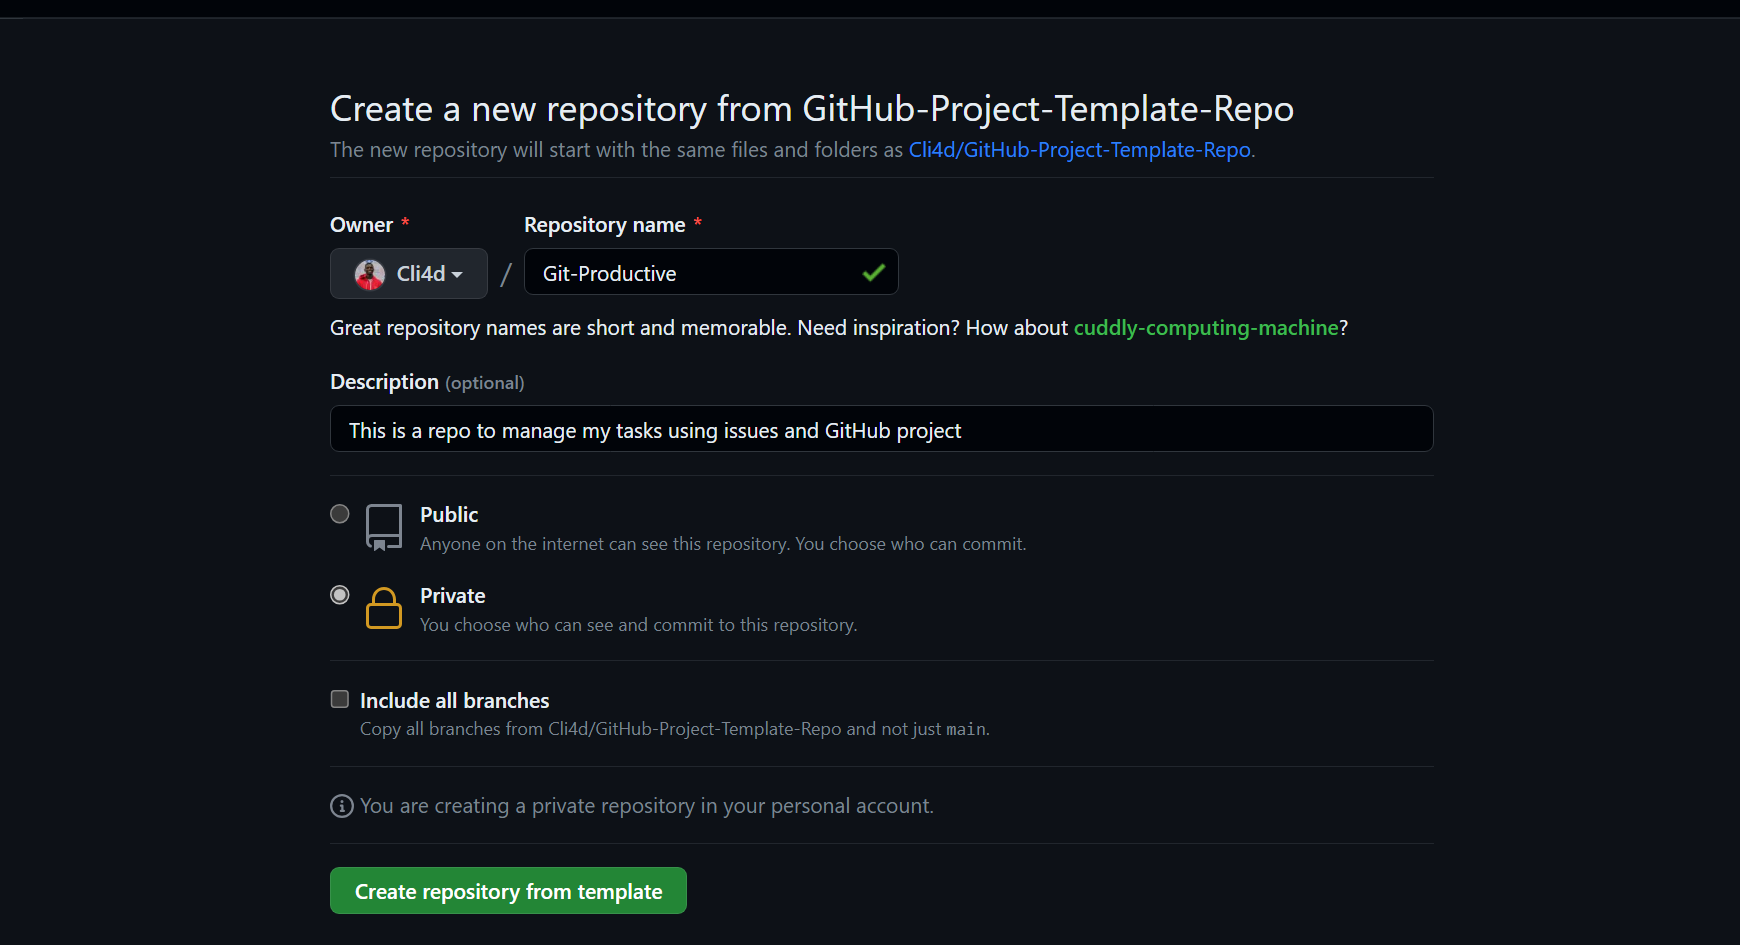 Create a new repository from GitHub-Project-Template-Repo
The new repository will start with the same files and folders as Cli4d/GitHub-Project-Template-Repo.
Owner * Repository name *
Cli4d / Git-Productive
Great repository names are short and memorable. Need inspiration? How about cuddly-computing-machine?
Description (optional)
This is a repo to manage my tasks using issues and GitHub project
Public
Anyone on the internet can see this repository. You choose who can commit.
Private
You choose who can see and commit to this repository.
Include all branches
Copy all branches from Cli4d/GitHub-Project-Template-Repo and not just main.
You are creating a private repository in your personal account.
Create repository from template